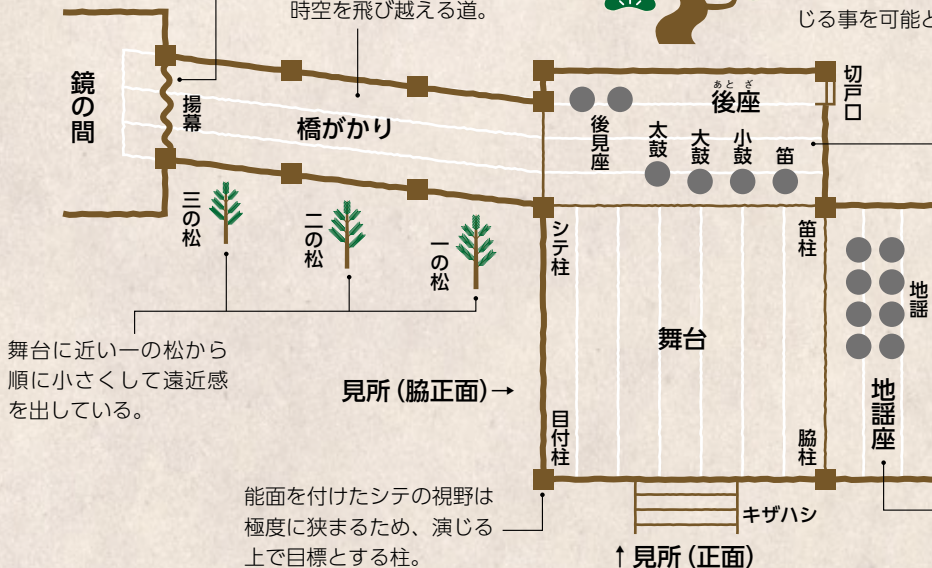 時空を飛び越える道。
じる事を可能と
鏡の間
揚幕
橋がかり
後見座
太鼓
大鼓
小鼓
笛
あとざ
後座
切戸口
三の松
二の松
一の松
シテ柱
笛柱
地謡
舞台に近い一の松から
順に小さくして遠近感
を出している。
舞台
見所（脇正面）→
目付柱
脇柱
地謡座
能面を付けたシテの視野は
極度に狭まるため、演じる
上で目標とする柱。
キザハシ
↑見所（正面）